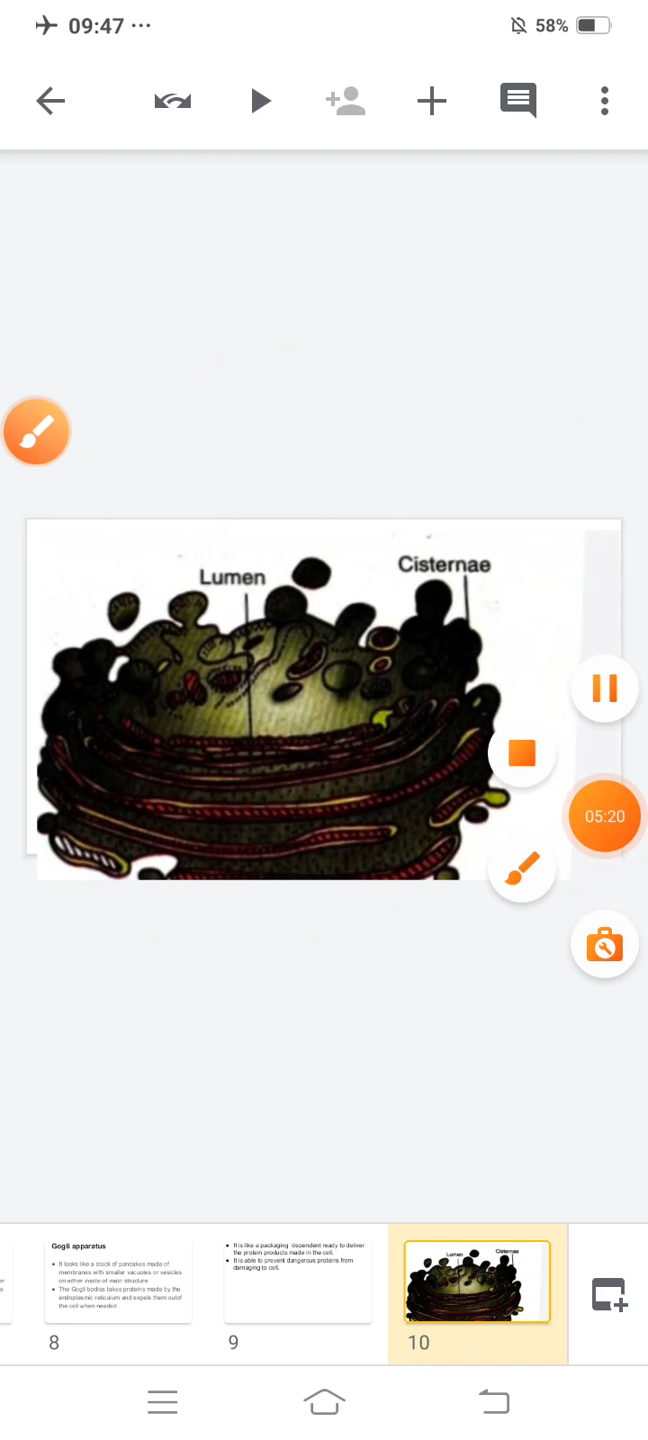 09:47 ···
58%
Lumen
Cisternae
05:20
Gogli apparatus
It looks like a stack of pancakes made of
membranes with smaller vacuoles or vesicles
on either inside of main structure
The Gogli bodies takes proteins made by the
endoplasmic reticulum and expels them outof
the cell when needed
It is like a packaging dependent ready to deliver
the protein products made in the cell.
It is able to prevent dangerous proteins from
damaging to cell.
Lumen
Cisternae
8
9
10